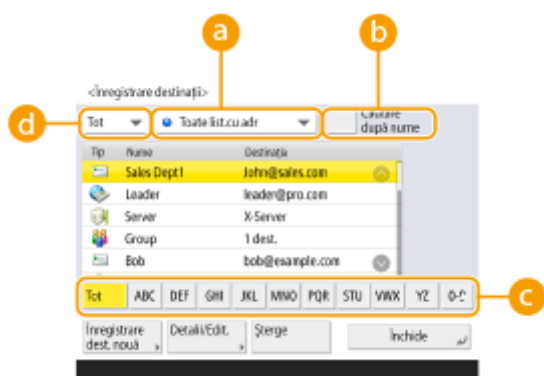 a
b
<Înregistrare destinații>
d
Tot
Toate list.cu adr
Căutare
după nume
Tip Nume Destinația
Sales Dept1 John@sales.com
Leader leader@pro.com
Server X-Server
Group 1 dest.
Bob bob@example.com
Tot ABC DEF GHI JKL MNO PQR STU VWX YZ 0-9
c
Înregistrare
dest. nouă
Detalii/Edit.
Șterge
Închide